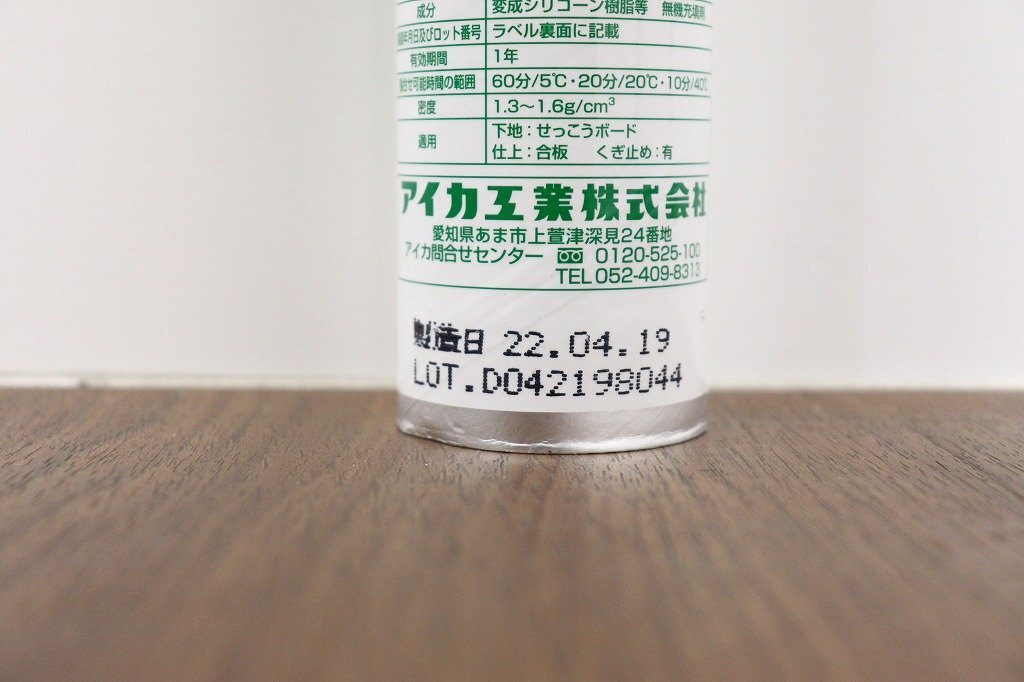 成分 変成シリコーン樹脂等 無機充填剤
年月日及びロット番号 ラベル裏面に記載
有効期間 1年
合せ可能時間の範囲 60分/5℃・20分/20℃・10分/40℃
密度 1.3〜1.6g/cm³
適用 下地：せっこうボード
仕上：合板 くぎ止め：有
アイカ工業株式会社
愛知県あま市上萱津深見24番地
アイカ問合せセンター 0120-525-100
TEL 052-409-8313
製造日 22.04.19
LOT.D042198044